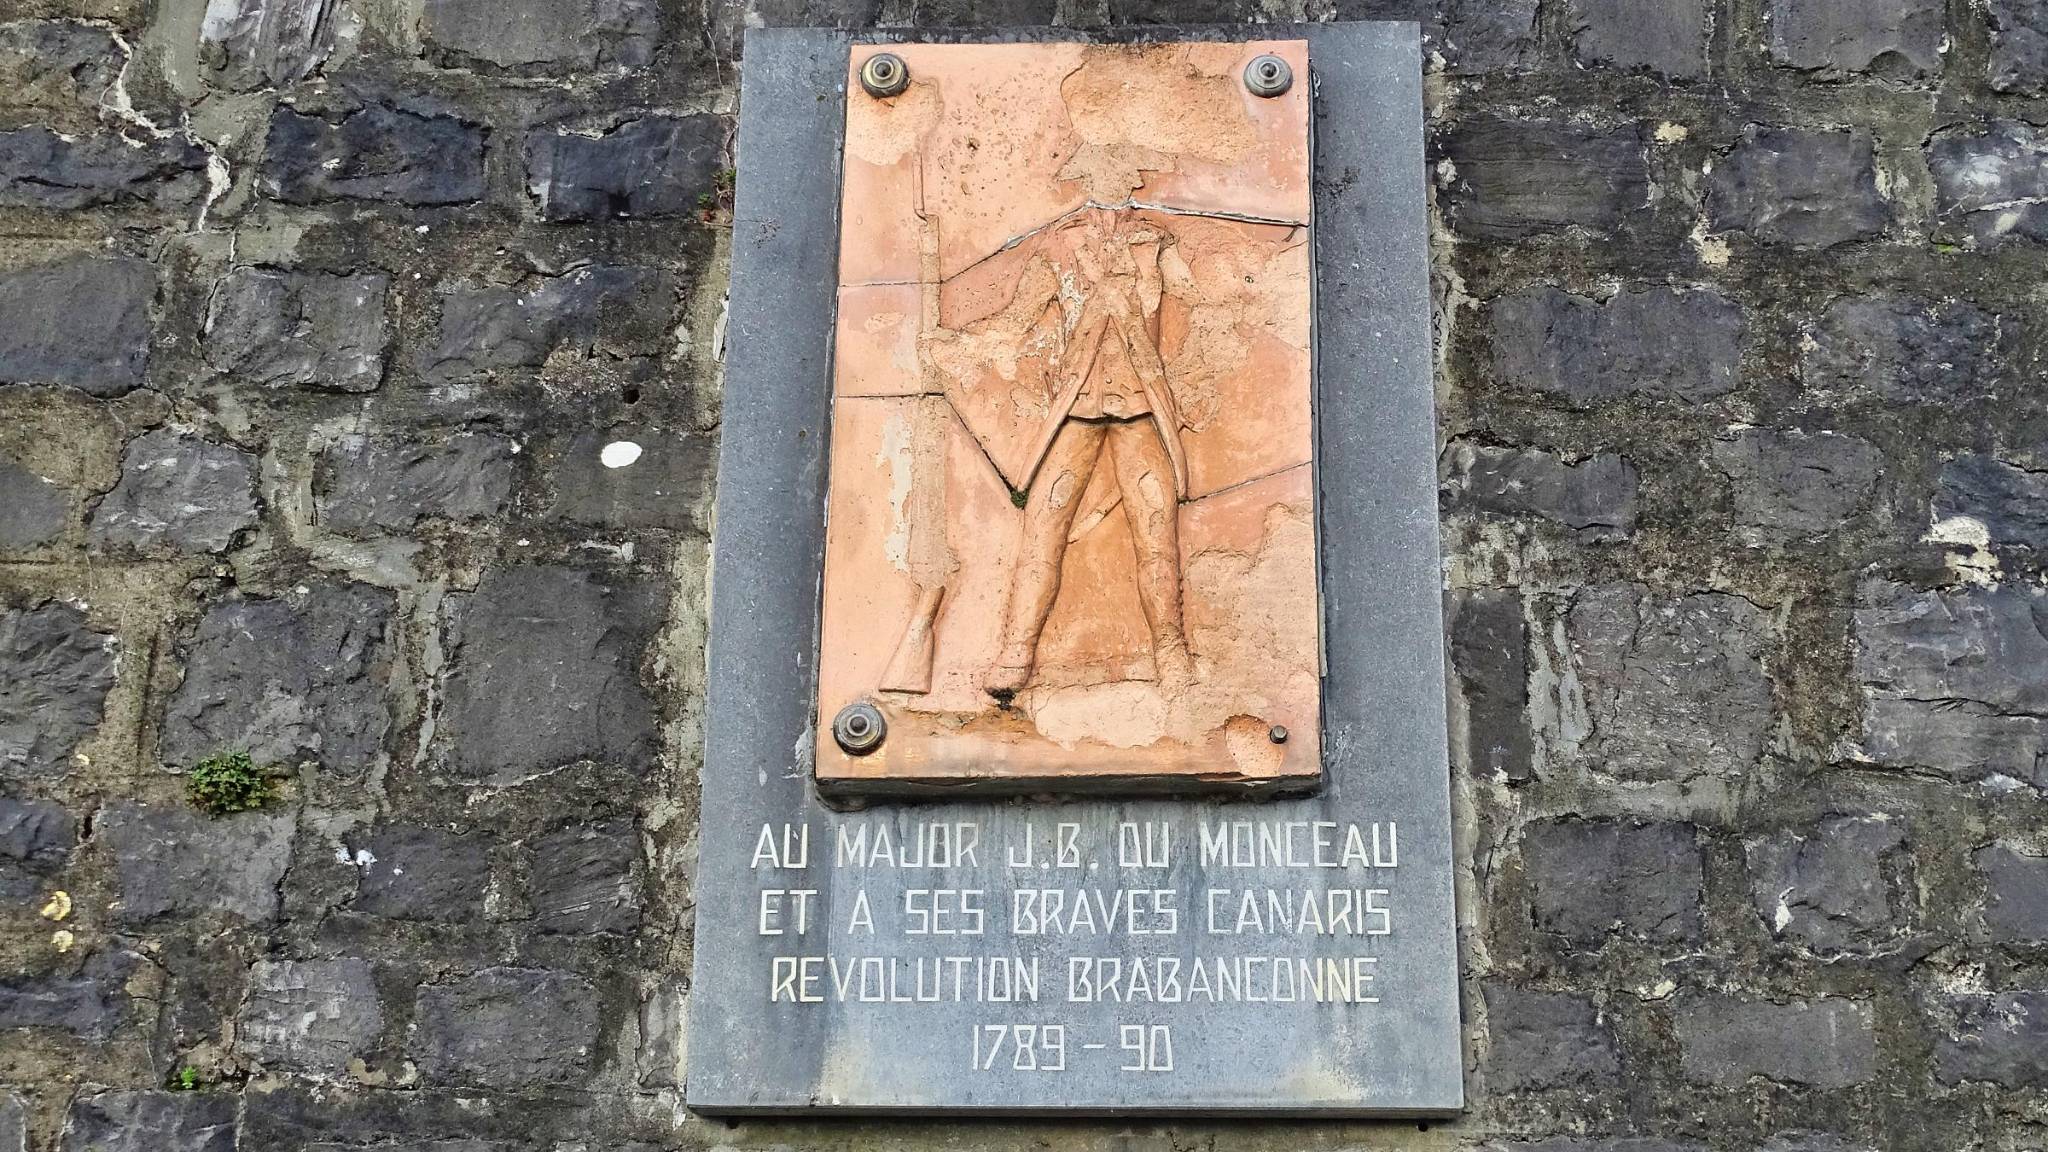 AU MAJOR J.B. DU MONCEAU
ET A SES BRAVES CANARIS
REVOLUTION BRABANCONNE
1789 - 90